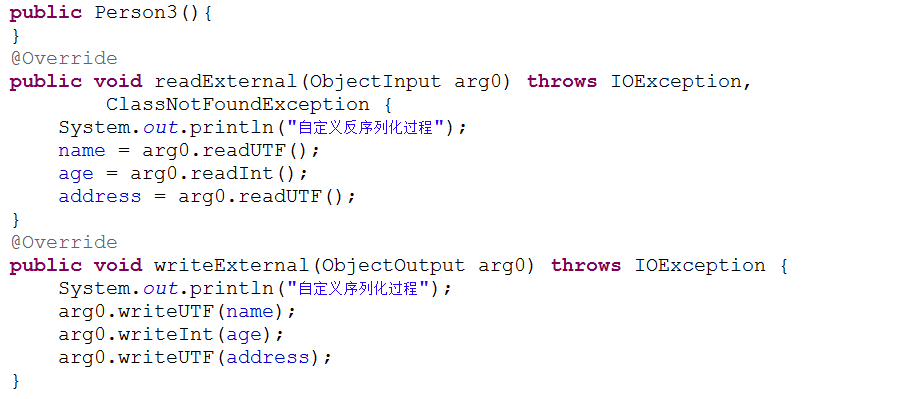 public Person3(){
}
@Override
public void readExternal(ObjectInput arg0) throws IOException,
        ClassNotFoundException {
    System.out.println("自定义反序列化过程");
    name = arg0.readUTF();
    age = arg0.readInt();
    address = arg0.readUTF();
}
@Override
public void writeExternal(ObjectOutput arg0) throws IOException {
    System.out.println("自定义序列化过程");
    arg0.writeUTF(name);
    arg0.writeInt(age);
    arg0.writeUTF(address);
}